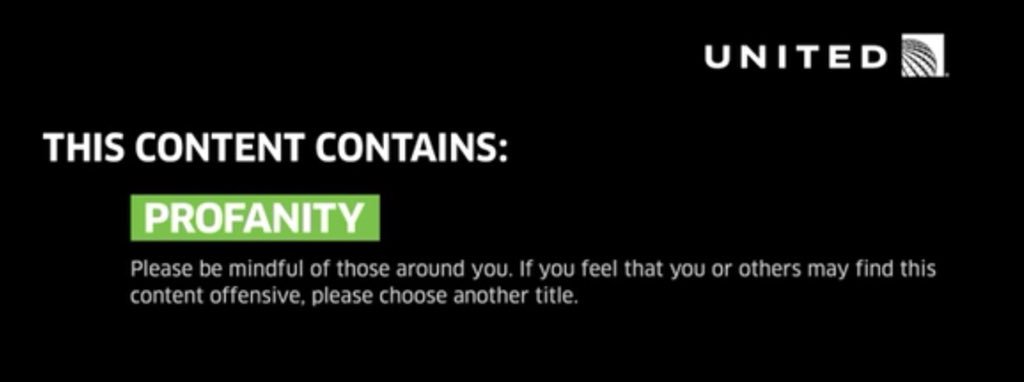 UNITED
THIS CONTENT CONTAINS:
PROFANITY
Please be mindful of those around you. If you feel that you or others may find this
content offensive, please choose another title.